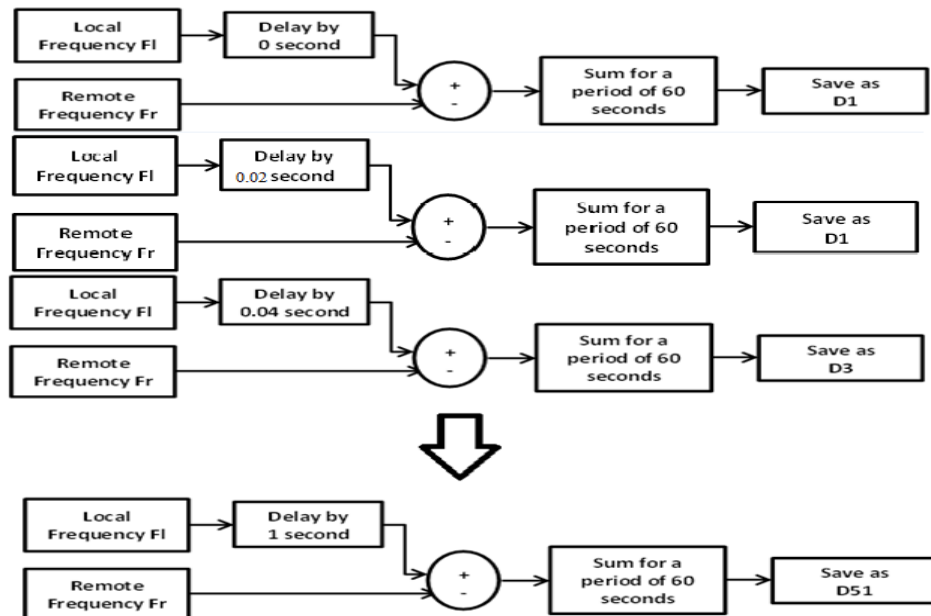 Local
Frequency Fl
Delay by
0 second
+
-
Sum for a
period of 60
seconds
Save as
D1
Remote
Frequency Fr
Local
Frequency Fl
Delay by
0.02 second
+
-
Sum for a
period of 60
seconds
Save as
D1
Remote
Frequency Fr
Local
Frequency Fl
Delay by
0.04 second
+
-
Sum for a
period of 60
seconds
Save as
D3
Remote
Frequency Fr
Local
Frequency Fl
Delay by
1 second
+
-
Sum for a
period of 60
seconds
Save as
D51
Remote
Frequency Fr